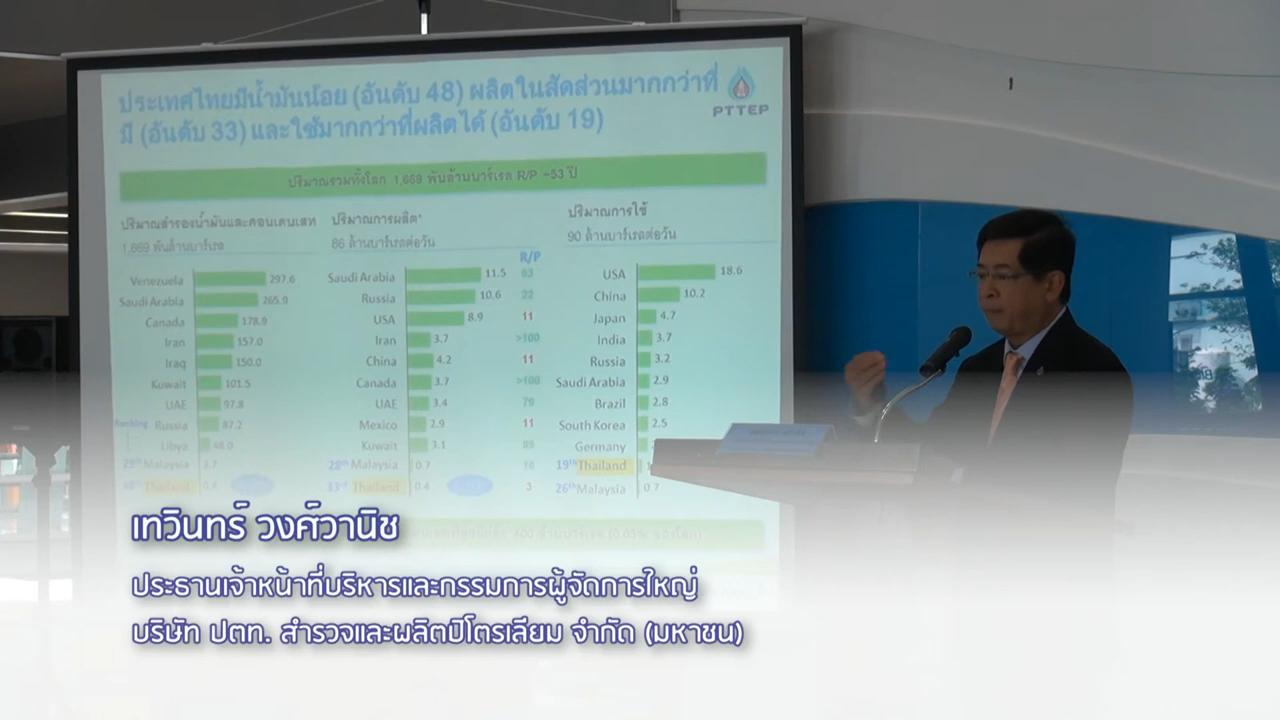 ประเทศไทยมีน้ำมันน้อย (อันดับ 48) ผลิตในสัดส่วนมากกว่าที่
มี (อันดับ 33) และใช้มากกว่าที่ผลิตได้ (อันดับ 19)
PTTEP
ปริมาณรวมทั้งโลก 1,669 พันล้านบาร์เรล R/P ~53 ปี
ปริมาณสำรองน้ำมันและคอนเดนเสท
1,669 พันล้านบาร์เรล
Venezuela 297.6
Saudi Arabia 265.9
Canada 178.9
Iran 157.0
Iraq 150.0
Kuwait 101.5
UAE 97.8
Ranking Russia 87.2
Libya 48.0
29th Malaysia 3.7
48th Thailand 0.4
ปริมาณการผลิต*
86 ล้านบาร์เรลต่อวัน
R/P
Saudi Arabia 11.5 63
Russia 10.6 22
USA 8.9 11
Iran 3.7 >100
China 4.2 11
Canada 3.7 >100
UAE 3.4 79
Mexico 2.9 11
Kuwait 3.1 89
28th Malaysia 0.7
33rd Thailand 0.4 3
ปริมาณการใช้
90 ล้านบาร์เรลต่อวัน
USA 18.6
China 10.2
Japan 4.7
India 3.7
Russia 3.2
Saudi Arabia 2.9
Brazil 2.8
South Korea 2.5
Germany
19th Thailand
26th Malaysia 0.7
เทวินทร์ วงศ์วานิช
ประธานเจ้าหน้าที่บริหารและกรรมการผู้จัดการใหญ่
บริษัท ปตท. สำรวจและผลิตปิโตรเลียม จำกัด (มหาชน)